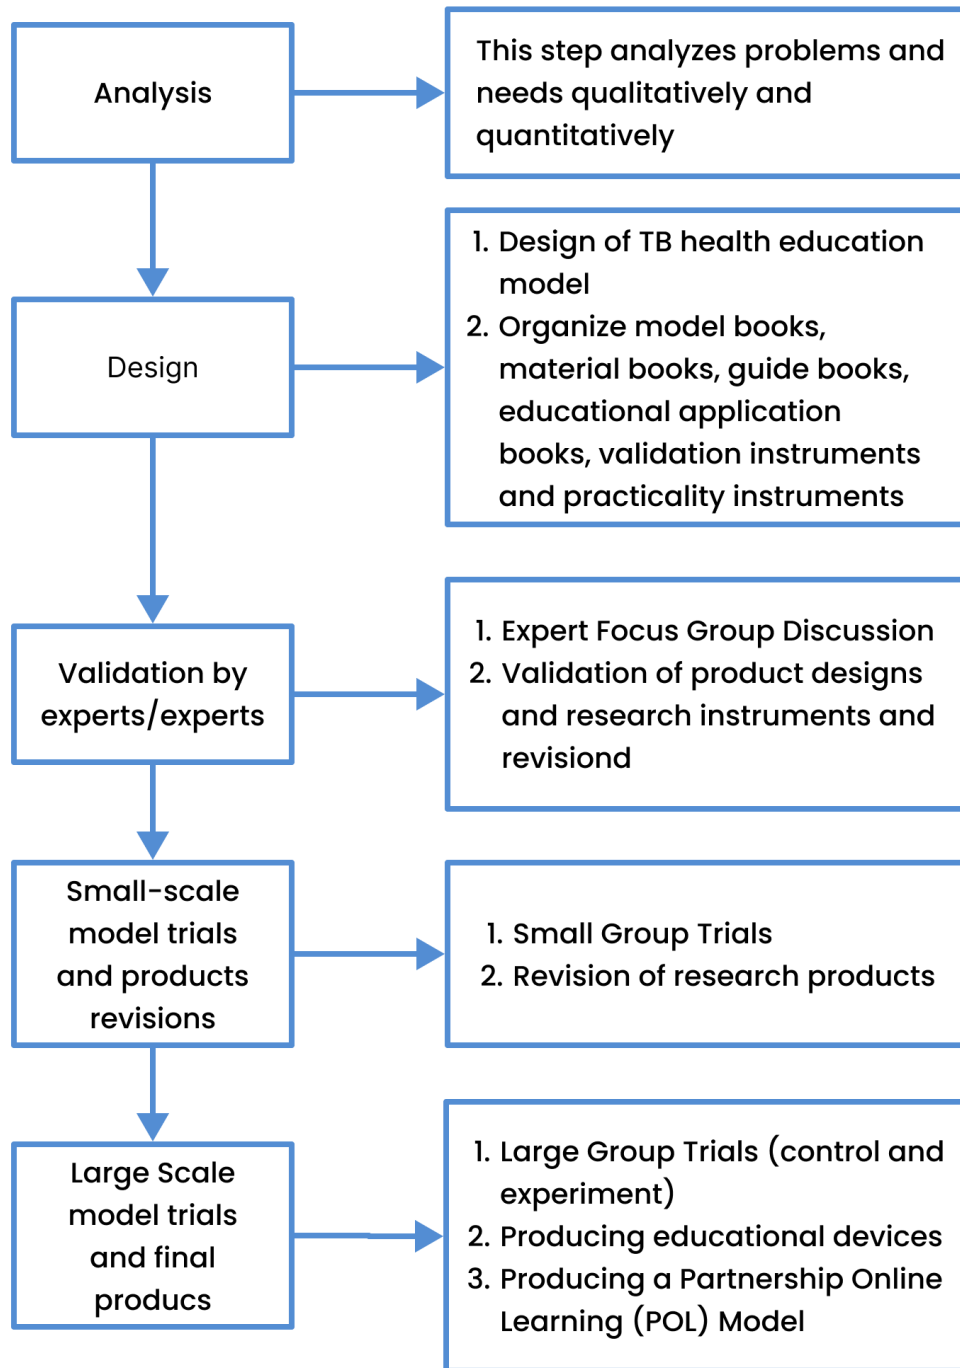 Analysis
This step analyzes problems and
needs qualitatively and
quantitatively
Design
1. Design of TB health education
model
2. Organize model books,
material books, guide books,
educational application
books, validation instruments
and practicality instruments
Validation by
experts/experts
1. Expert Focus Group Discussion
2. Validation of product designs
and research instruments and
revisiond
Small-scale
model trials
and products
revisions
1. Small Group Trials
2. Revision of research products
Large Scale
model trials
and final
producs
1. Large Group Trials (control and
experiment)
2. Producing educational devices
3. Producing a Partnership Online
Learning (POL) Model